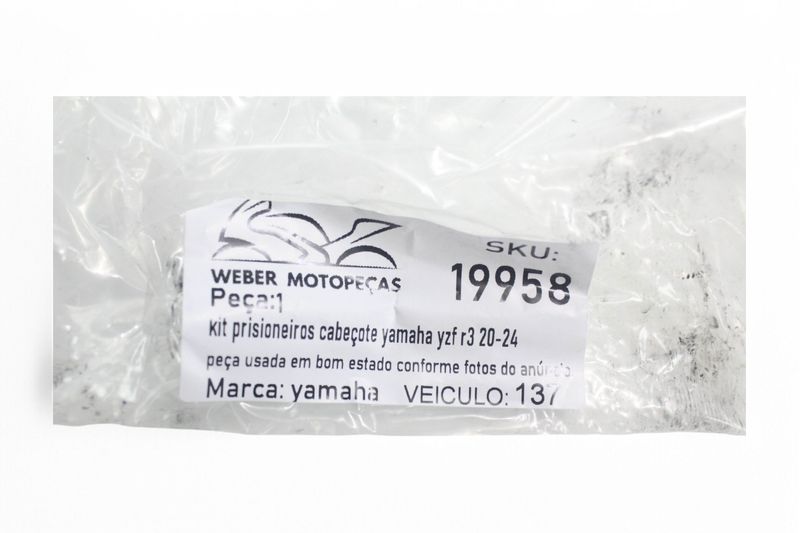 WEBER MOTOPEÇAS
SKU:
19958
Peça:1
kit prisioneiros cabeçote yamaha yzf r3 20-24
peça usada em bom estado conforme fotos do anúncio.
Marca: yamaha VEICULO: 137